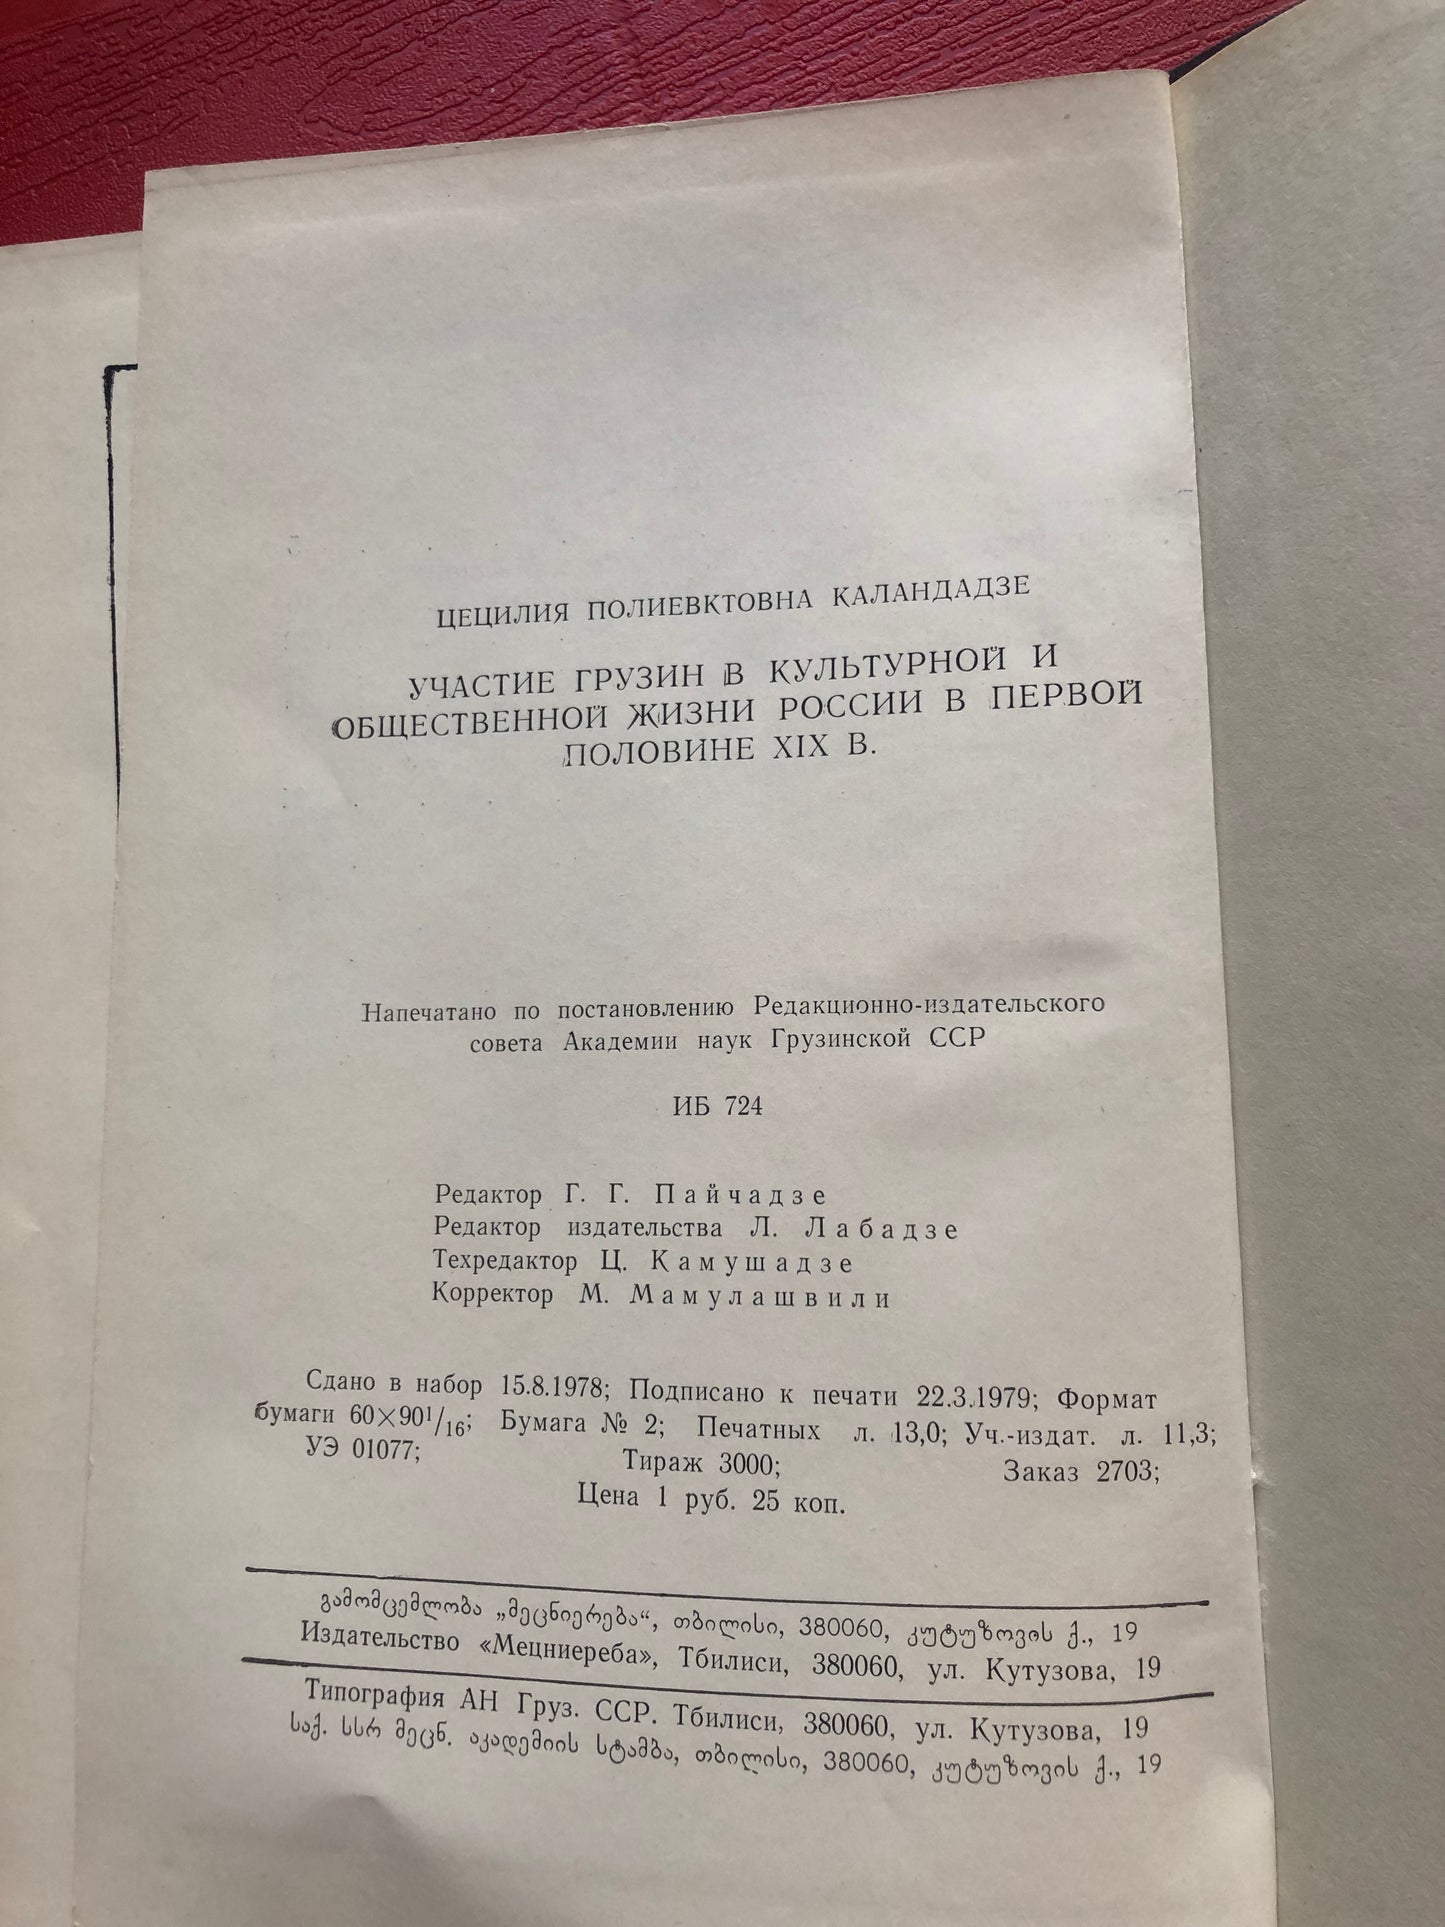 ЦЕЦИЛИЯ ПОЛИЕВКТОВНА КАЛАНДАДЗЕ
УЧАСТИЕ ГРУЗИН В КУЛЬТУРНОЙ И
ОБЩЕСТВЕННОЙ ЖИЗНИ РОССИИ В ПЕРВОЙ
ПОЛОВИНЕ XIX В.
Напечатано по постановлению Редакционно-издательского
совета Академии наук Грузинской ССР
ИБ 724
Редактор Г. Г. Пайчадзе
Редактор издательства Л. Лабадзе
Техредактор Ц. Камушадзе
Корректор М. Мамулашвили
Сдано в набор 15.8.1978; Подписано к печати 22.3.1979; Формат
бумаги 60×90¹/₁₆; Бумага № 2; Печатных л. 13,0; Уч.-издат. л. 11,3;
УЭ 01077; Тираж 3000; Заказ 2703;
Цена 1 руб. 25 коп.
გამომცემლობა „მეცნიერება“, თბილისი, 380060, კუტუზოვის ქ., 19
Издательство «Мецниереба», Тбилиси, 380060, ул. Кутузова, 19
Типография АН Груз. ССР. Тбилиси, 380060, ул. Кутузова, 19
საქ. სსრ მეცნ. აკადემიის სტამბა, თბილისი, 380060, კუტუზოვის ქ., 19